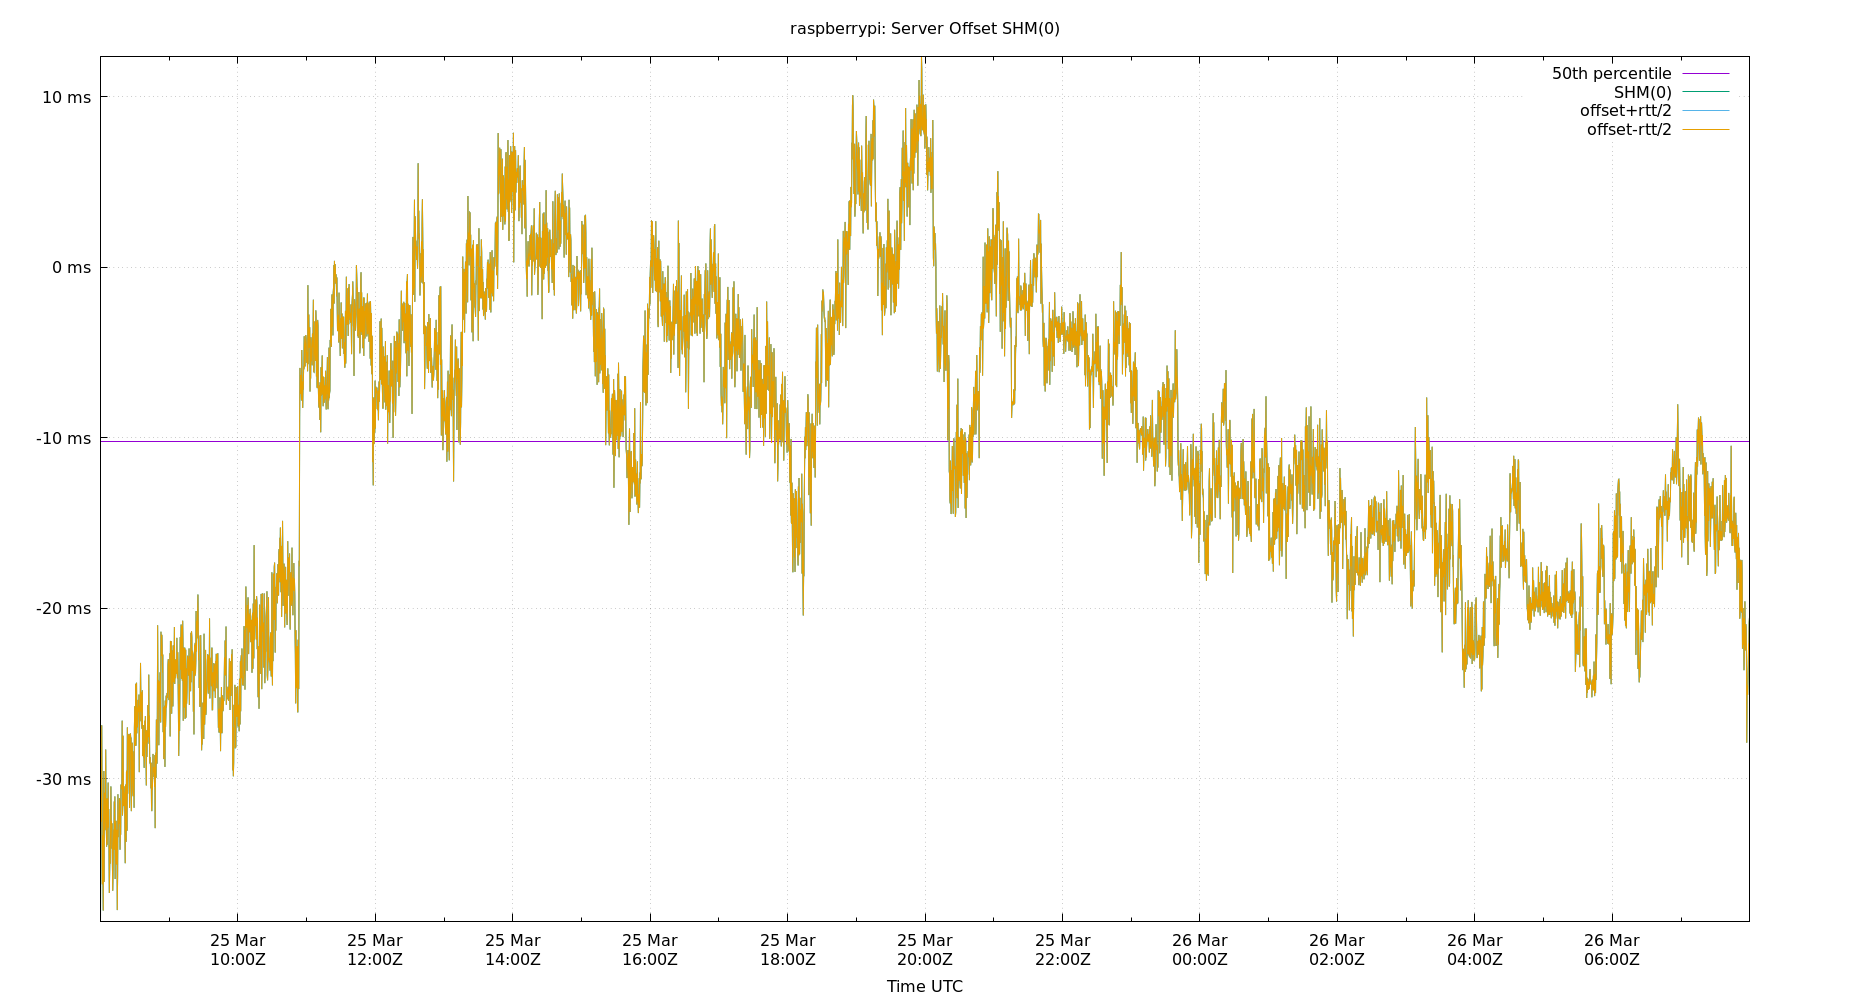 raspberrypi: Server Offset SHM(0)
50th percentile
SHM(0)
offset+rtt/2
offset-rtt/2
10 ms
0 ms
-10 ms
-20 ms
-30 ms
25 Mar 25 Mar 25 Mar 25 Mar 25 Mar 25 Mar 25 Mar 26 Mar 26 Mar 26 Mar 26 Mar
10:00Z 12:00Z 14:00Z 16:00Z 18:00Z 20:00Z 22:00Z 00:00Z 02:00Z 04:00Z 06:00Z
Time UTC